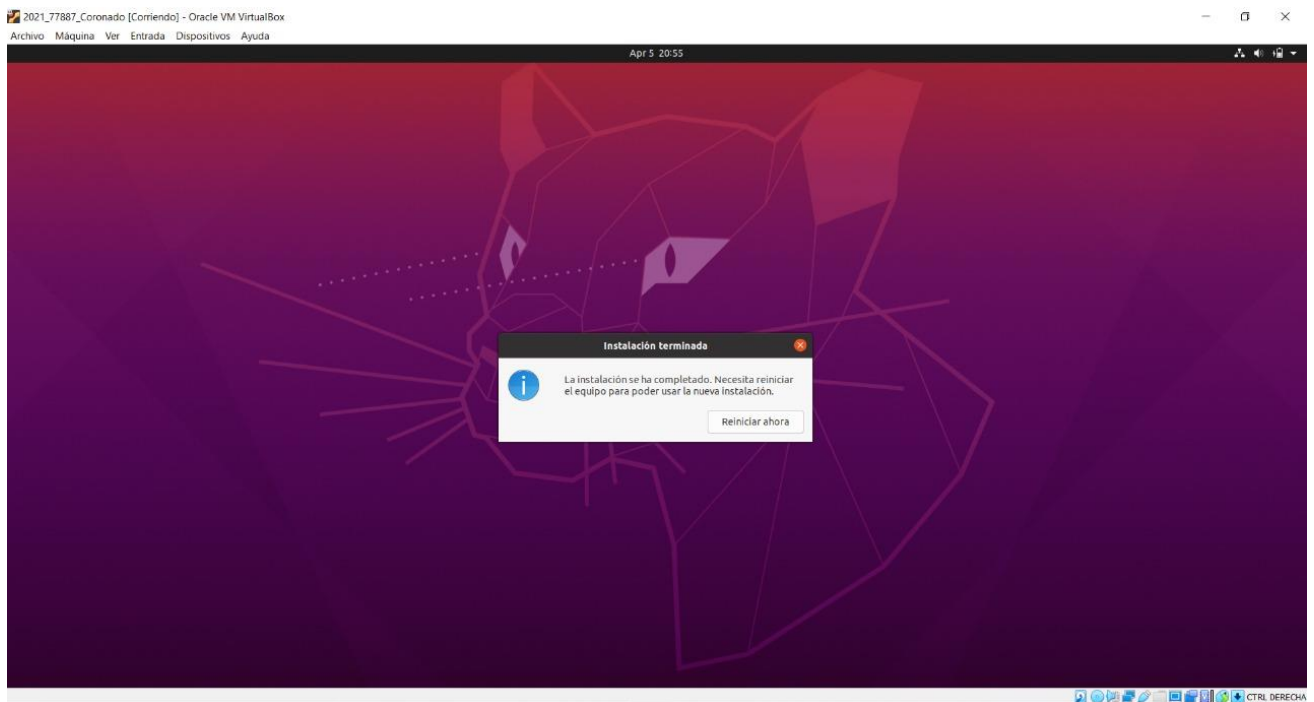 2021_77887_Coronado [Corriendo] - Oracle VM VirtualBox
Archivo Máquina Ver Entrada Dispositivos Ayuda
Apr 5 20:55
Instalación terminada
La instalación se ha completado. Necesita reiniciar
el equipo para poder usar la nueva instalación.
Reiniciar ahora
CTRL DERECHA